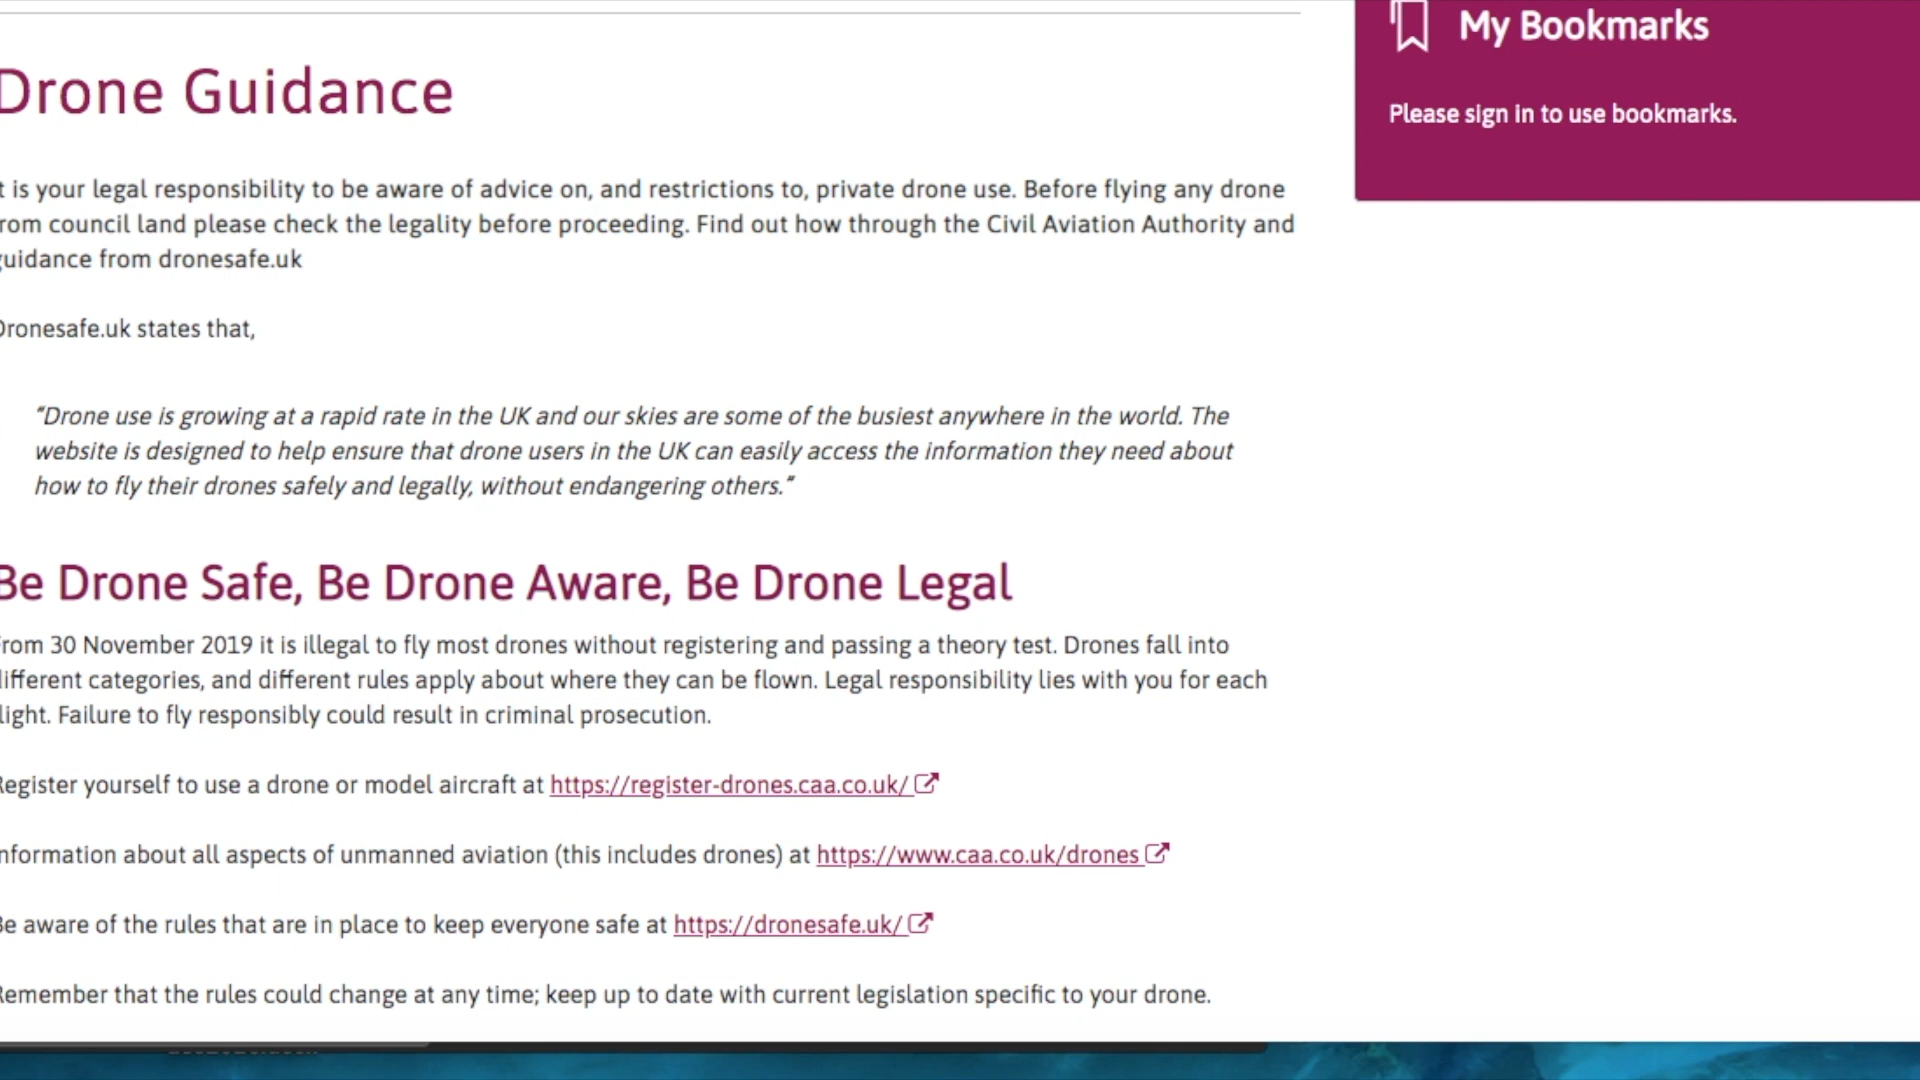 My Bookmarks
Please sign in to use bookmarks.
Drone Guidance
t is your legal responsibility to be aware of advice on, and restrictions to, private drone use. Before flying any drone
rom council land please check the legality before proceeding. Find out how through the Civil Aviation Authority and
guidance from dronesafe.uk
Dronesafe.uk states that,
"Drone use is growing at a rapid rate in the UK and our skies are some of the busiest anywhere in the world. The
website is designed to help ensure that drone users in the UK can easily access the information they need about
how to fly their drones safely and legally, without endangering others."
Be Drone Safe, Be Drone Aware, Be Drone Legal
From 30 November 2019 it is illegal to fly most drones without registering and passing a theory test. Drones fall into
different categories, and different rules apply about where they can be flown. Legal responsibility lies with you for each
light. Failure to fly responsibly could result in criminal prosecution.
Register yourself to use a drone or model aircraft at https://register-drones.caa.co.uk/
nformation about all aspects of unmanned aviation (this includes drones) at https://www.caa.co.uk/drones
Be aware of the rules that are in place to keep everyone safe at https://dronesafe.uk/
Remember that the rules could change at any time; keep up to date with current legislation specific to your drone.